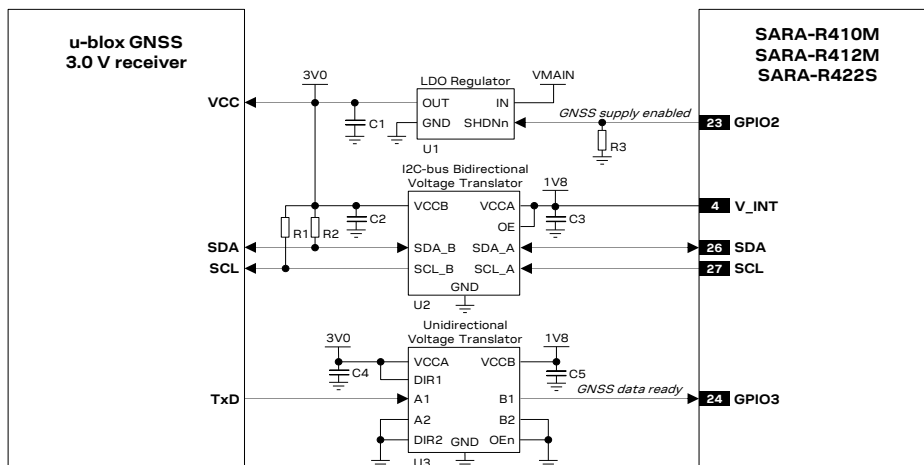 u-blox GNSS
3.0 V receiver
SARA-R410M
SARA-R412M
SARA-R422S
3V0
LDO Regulator
VMAIN
VCC
OUT
IN
GNSS supply enabled
C1
GND
SHDNn
23 GPIO2
U1
R3
I2C-bus Bidirectional
Voltage Translator
1V8
VCCB
VCCA
4 V_INT
C2
OE
C3
R1
R2
SDA
SDA_B
SDA_A
26 SDA
SCL
SCL_B
SCL_A
27 SCL
GND
U2
Unidirectional
Voltage Translator
3V0
1V8
VCCA
VCCB
C4
DIR1
C5
TxD
A1
B1
GNSS data ready
24 GPIO3
A2
B2
DIR2
GND
OEn
U3